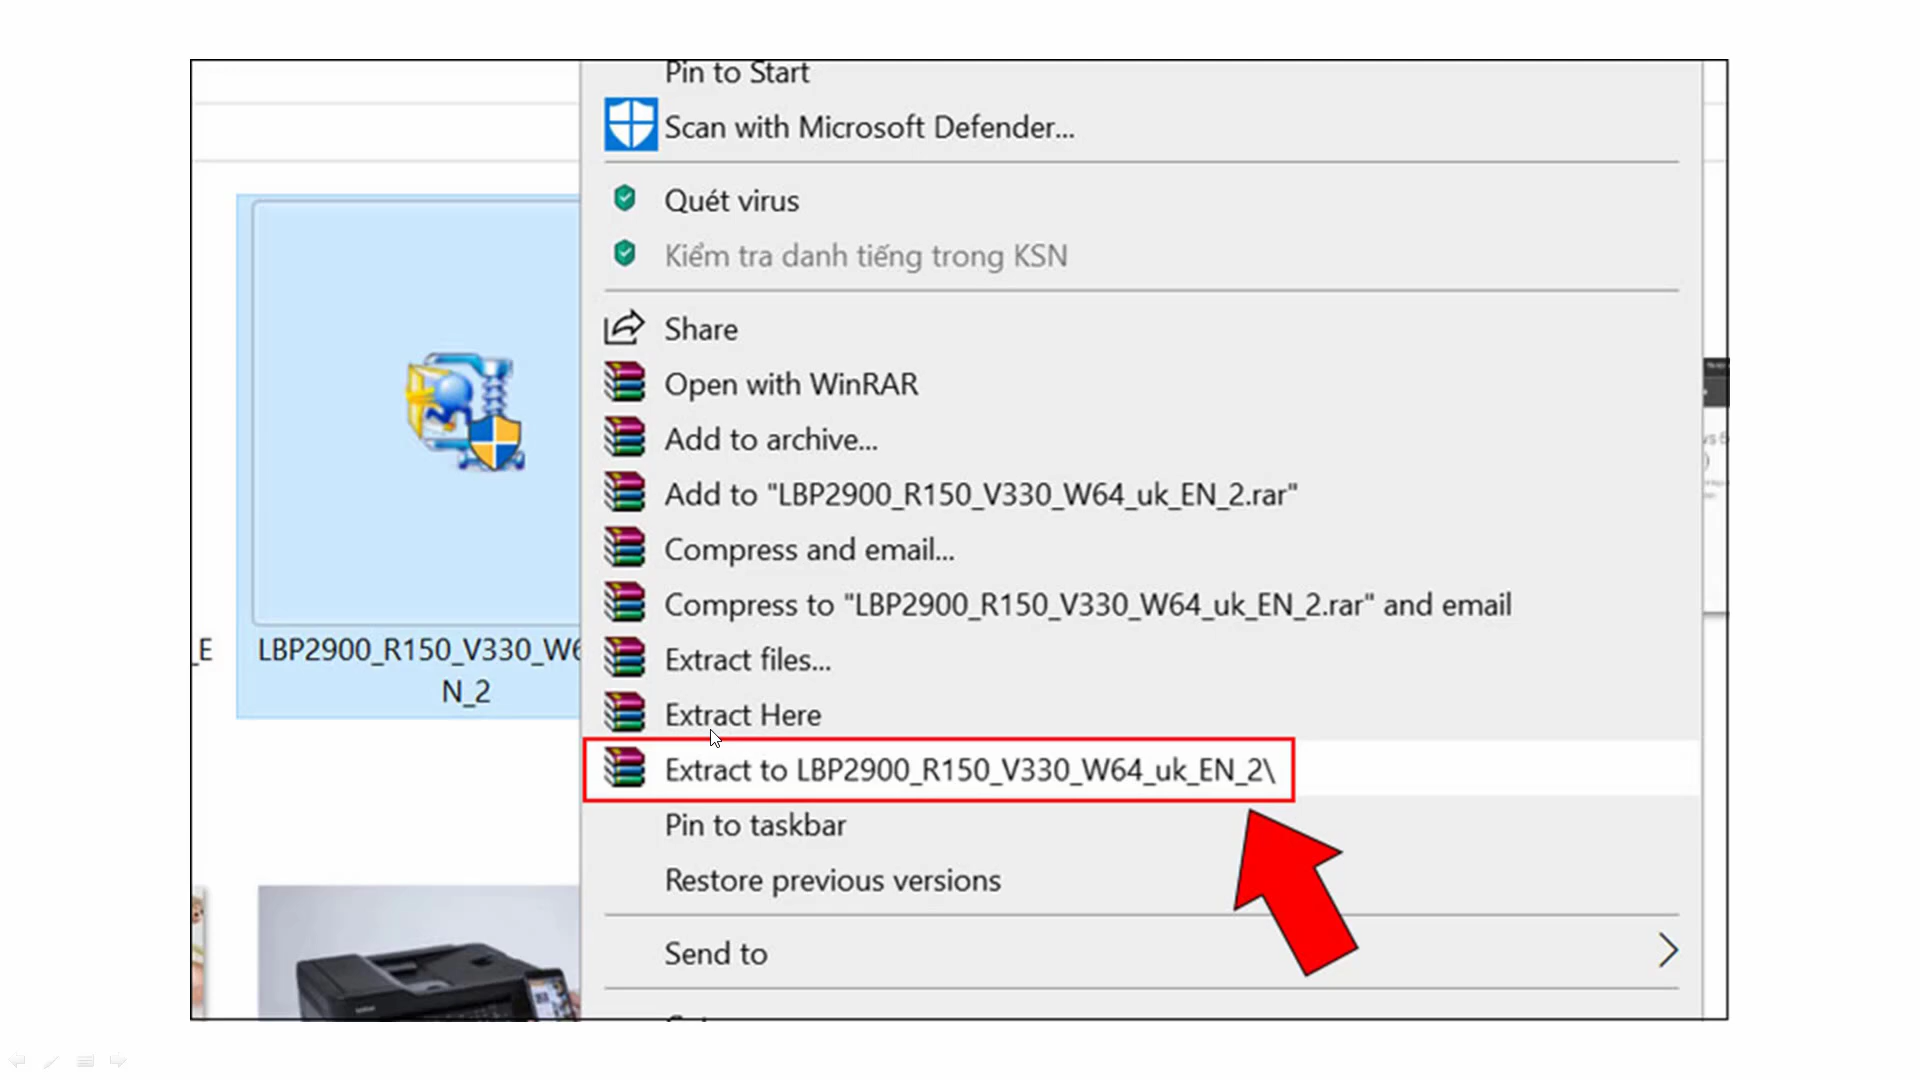 Pin to Start
Scan with Microsoft Defender...
Quét virus
Kiểm tra danh tiếng trong KSN
Share
Open with WinRAR
Add to archive...
Add to "LBP2900_R150_V330_W64_uk_EN_2.rar"
Compress and email...
Compress to "LBP2900_R150_V330_W64_uk_EN_2.rar" and email
Extract files...
Extract Here
Extract to LBP2900_R150_V330_W64_uk_EN_2\
Pin to taskbar
Restore previous versions
Send to
_E
LBP2900_R150_V330_W6
N_2